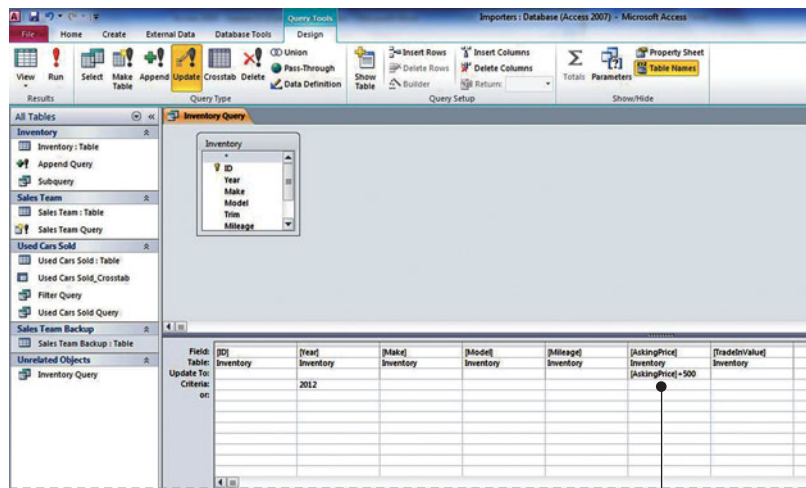 Query Tools
Importers : Database (Access 2007) - Microsoft Access
File Home Create External Data Database Tools Design
View
Run
Select
Make Table
Append
Update
Crosstab
Delete
Union
Pass-Through
Data Definition
Show Table
Insert Rows
Delete Rows
Builder
Insert Columns
Delete Columns
Return:
Totals
Parameters
Property Sheet
Table Names
Results
Query Type
Query Setup
Show/Hide
All Tables
Inventory
Inventory : Table
Append Query
Subquery
Sales Team
Sales Team : Table
Sales Team Query
Used Cars Sold
Used Cars Sold : Table
Used Cars Sold_Crosstab
Filter Query
Used Cars Sold Query
Sales Team Backup
Sales Team Backup : Table
Unrelated Objects
Inventory Query
Inventory Query
Inventory
*
ID
Year
Make
Model
Trim
Mileage
Field: [ID] [Year] [Make] [Model] [Mileage] [AskingPrice] [TradeInValue]
Table: Inventory Inventory Inventory Inventory Inventory Inventory Inventory
Update To: [AskingPrice]+500
Criteria: 2012
or: